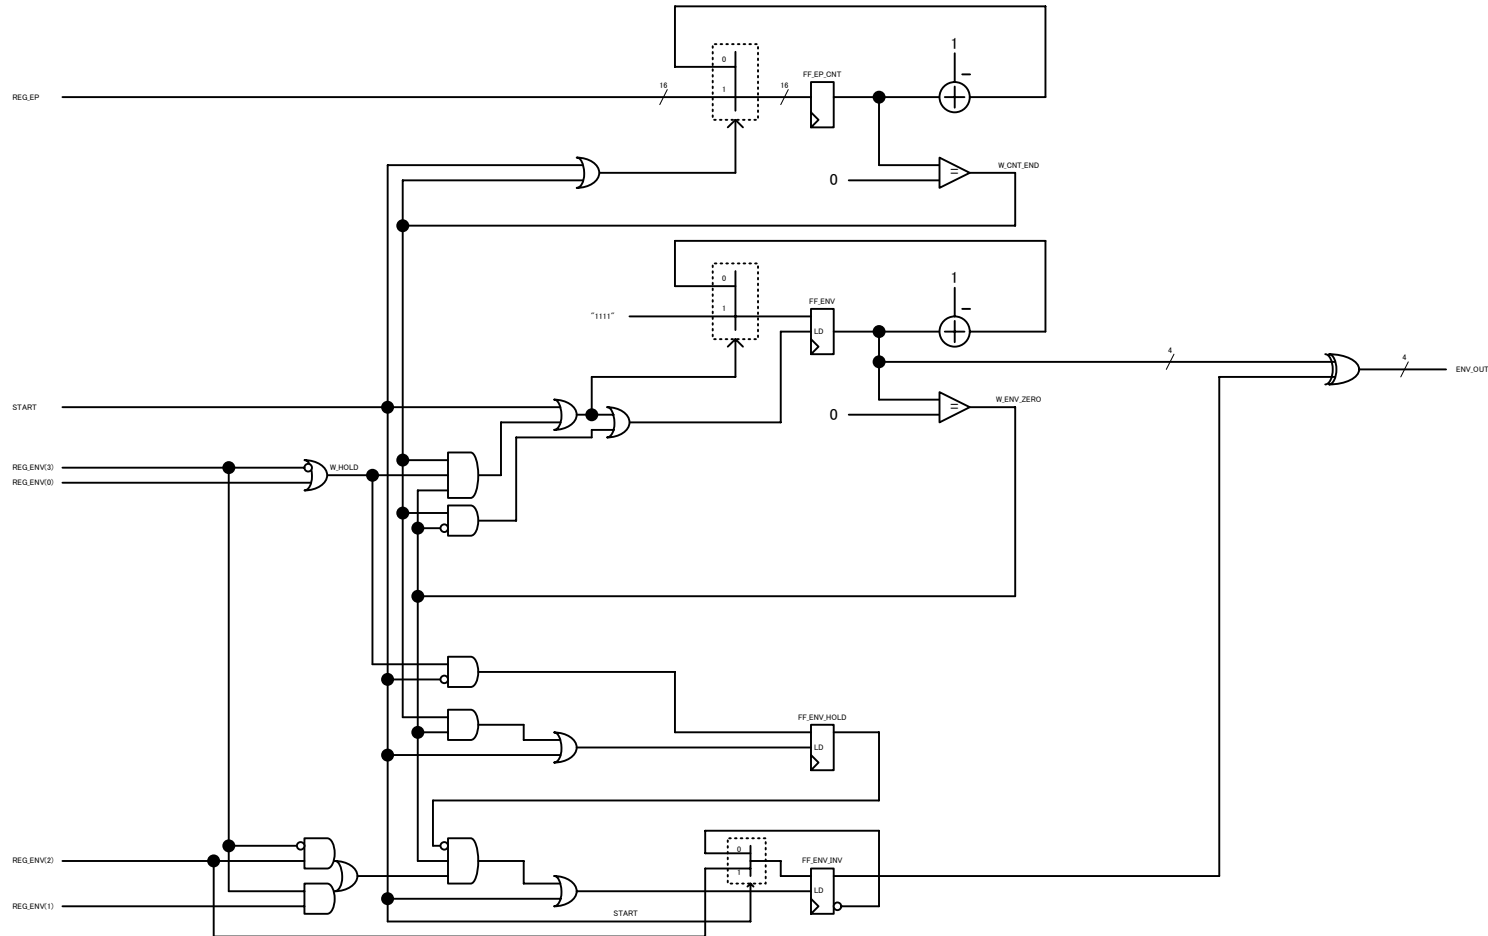 1
0
FF_EP_CNT
REG_EP
16
1
16
W_CNT_END
=
0
1
0
FF_ENV
1
"1111"
LD
4
4
ENV_OUT
START
W_ENV_ZERO
=
0
REG_ENV(3)
W_HOLD
REG_ENV(0)
FF_ENV_HOLD
LD
0
FF_ENV_INV
REG_ENV(2)
1
LD
REG_ENV(1)
START